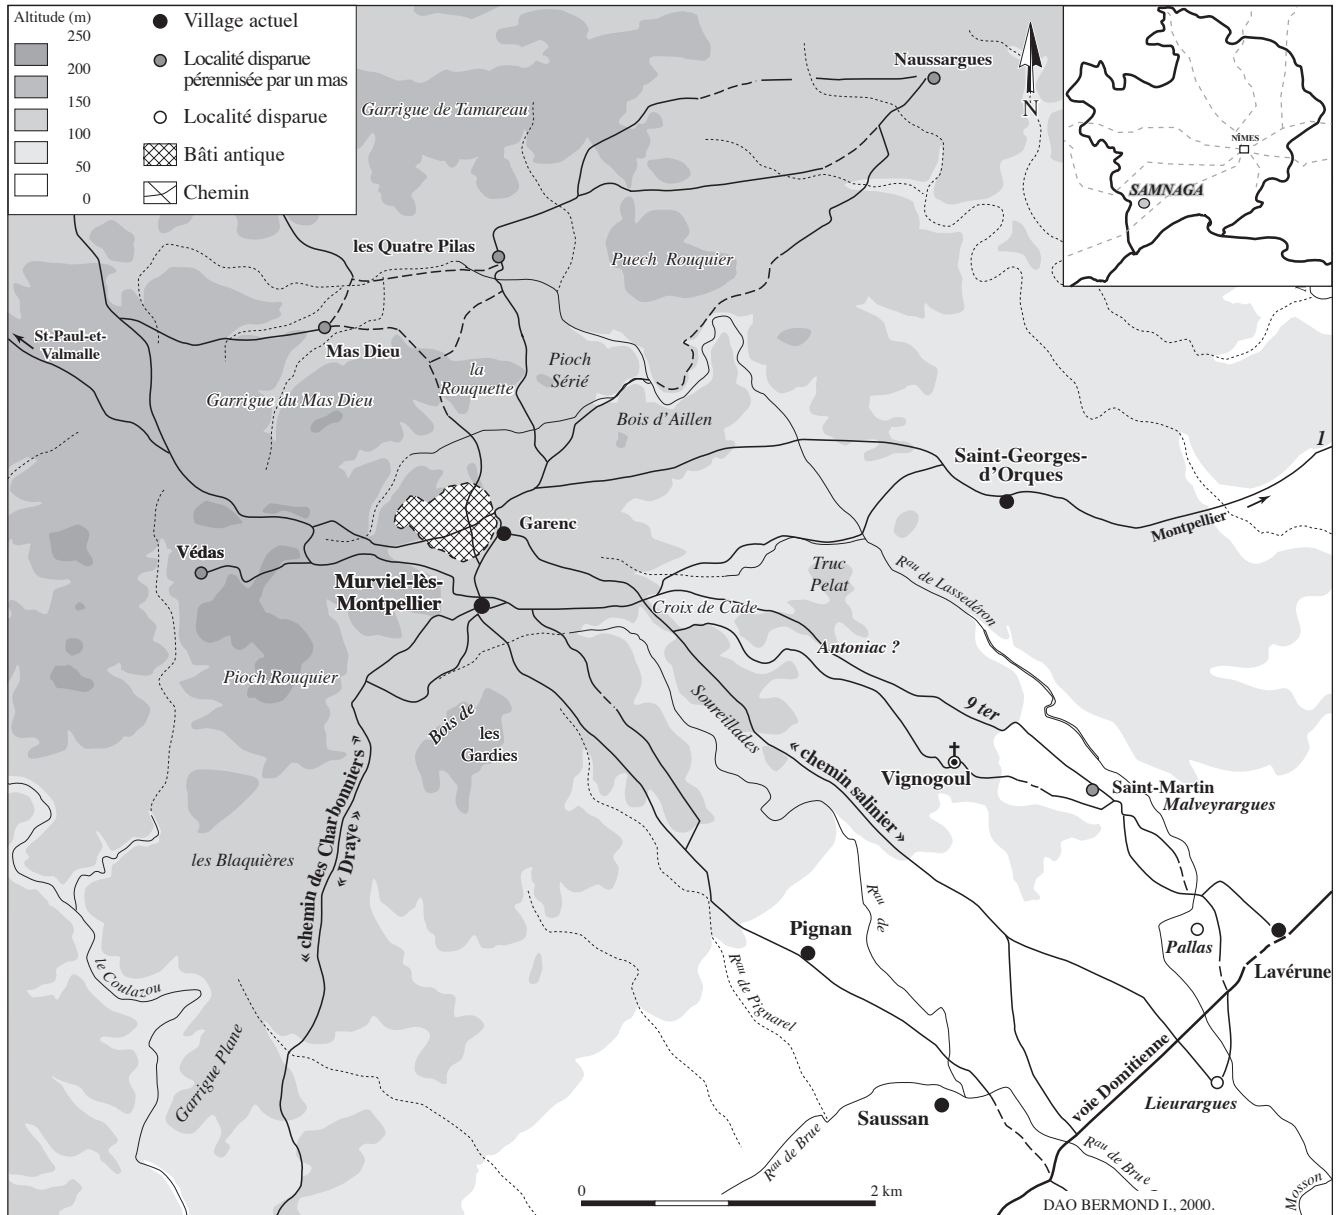 Altitude (m)
250
200
150
100
50
0
Village actuel
Localité disparue
pérennisée par un mas
Localité disparue
Bâti antique
Chemin
Naussargues
N
NÎMES
SAMNAGA
Garrigue de Tamareau
les Quatre Pilas
Puech Rouquier
St-Paul-et-
Valmalle
Mas Dieu
la
Rouquette
Pioch
Sérié
Garrigue du Mas Dieu
Bois d’Aillen
1
Saint-Georges-
d’Orques
Montpellier
Garenc
Védas
Murviel-lès-
Montpellier
Truc
Pelat
Rau de Lassedéron
Croix de Cade
Antoniac ?
Pioch Rouquier
Bois de
les
Gardies
Soureillades
9 ter
« chemin salinier »
Vignogoul
Saint-Martin
Malveyrargues
« chemin des Charbonniers »
« Draye »
les Blaquières
Rau de
Pignan
Pallas
Lavérune
le Coulazou
Rau de Pignarel
Garrigue Plane
voie Domitienne
Lieurargues
Saussan
Rau de Brue
Rau de Brue
Mosson
0
2 km
DAO BERMOND I., 2000.